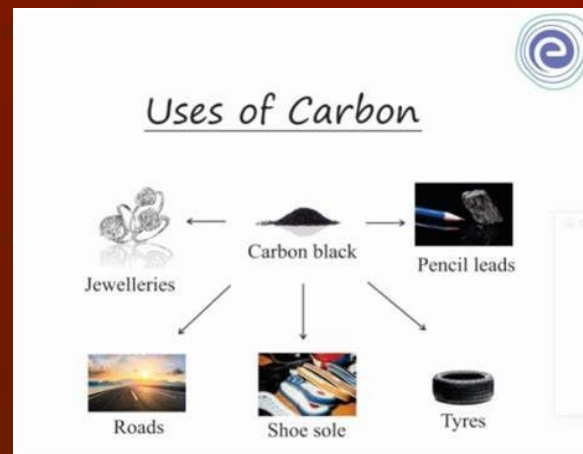 Uses of Carbon
Carbon black
Jewelleries
Pencil leads
Roads
Shoe sole
Tyres